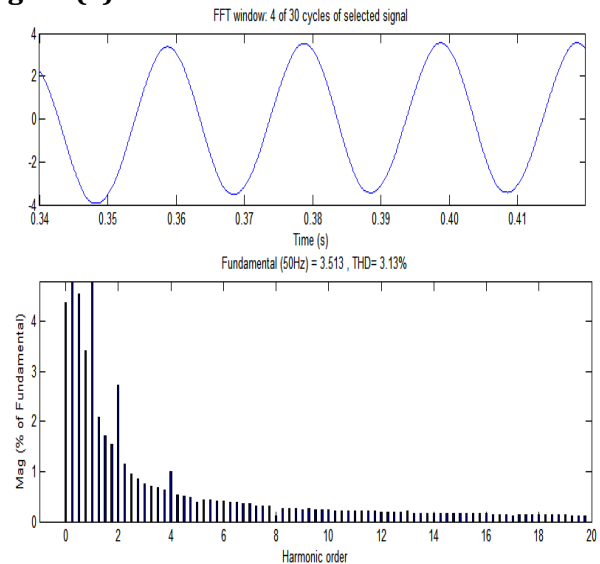 FFT window: 4 of 30 cycles of selected signal
4
2
0
-2
-4
0.34 0.35 0.36 0.37 0.38 0.39 0.40 0.41
Time (s)
Fundamental (50Hz) = 3.513 , THD= 3.13%
Mag (% of Fundamental)
4
3
2
1
0
0 2 4 6 8 10 12 14 16 18 20
Harmonic order